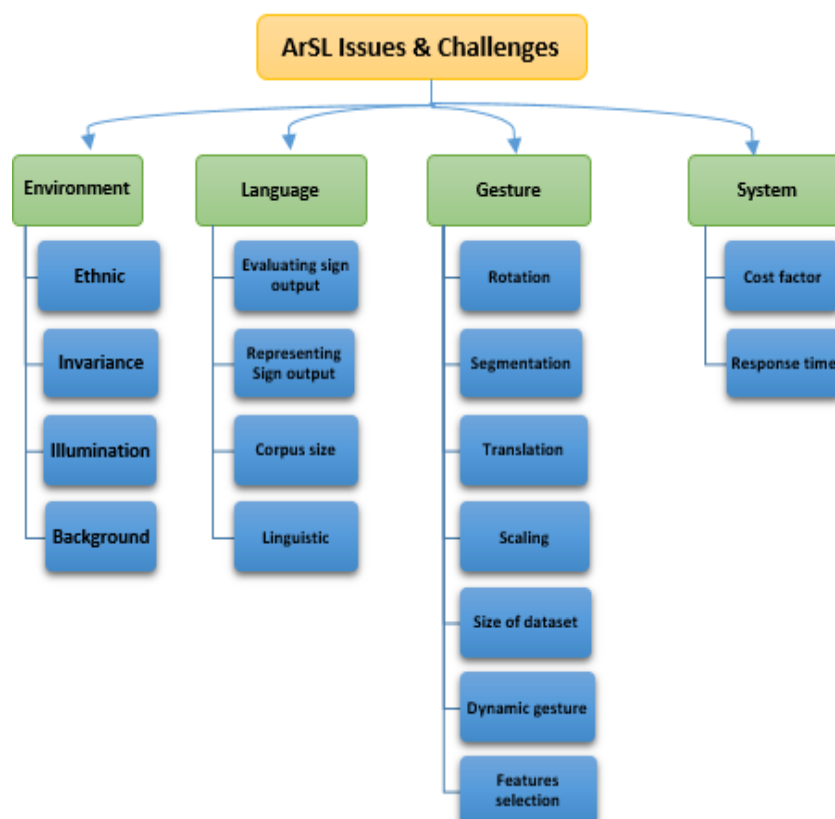 ArSL Issues & Challenges
Environment
Ethnic
Invariance
Illumination
Background
Language
Evaluating sign
output
Representing
Sign output
Corpus size
Linguistic
Gesture
Rotation
Segmentation
Translation
Scaling
Size of dataset
Dynamic gesture
Features
selection
System
Cost factor
Response time